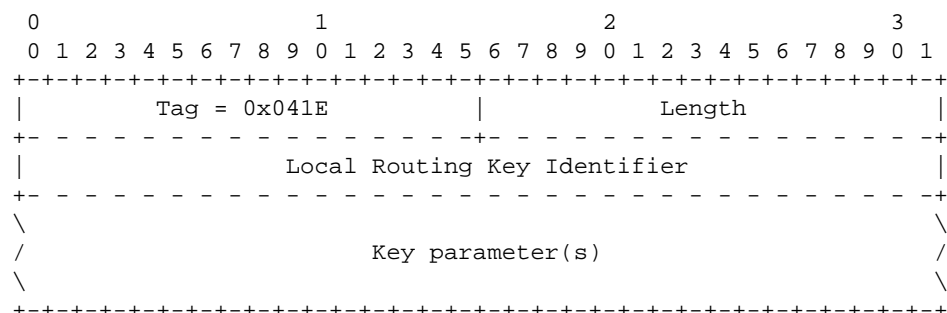 0                   1                   2                   3
 0 1 2 3 4 5 6 7 8 9 0 1 2 3 4 5 6 7 8 9 0 1 2 3 4 5 6 7 8 9 0 1
+-+-+-+-+-+-+-+-+-+-+-+-+-+-+-+-+-+-+-+-+-+-+-+-+-+-+-+-+-+-+-+-+
|         Tag = 0x041E          |            Length             |
+- - - - - - - - - - - - - - - -+- - - - - - - - - - - - - - - -+
|                  Local Routing Key Identifier                 |
+- - - - - - - - - - - - - - - - - - - - - - - - - - - - - - - -+
\                                                               \
/                        Key parameter(s)                       /
\                                                               \
+-+-+-+-+-+-+-+-+-+-+-+-+-+-+-+-+-+-+-+-+-+-+-+-+-+-+-+-+-+-+-+-+